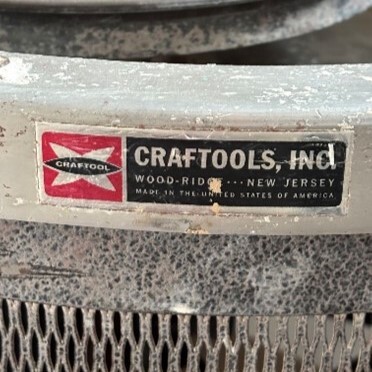 CRAFTOOL
CRAFTOOLS, INC
WOOD-RIDGE ··· NEW JERSEY
MADE IN THE UNITED STATES OF AMERICA